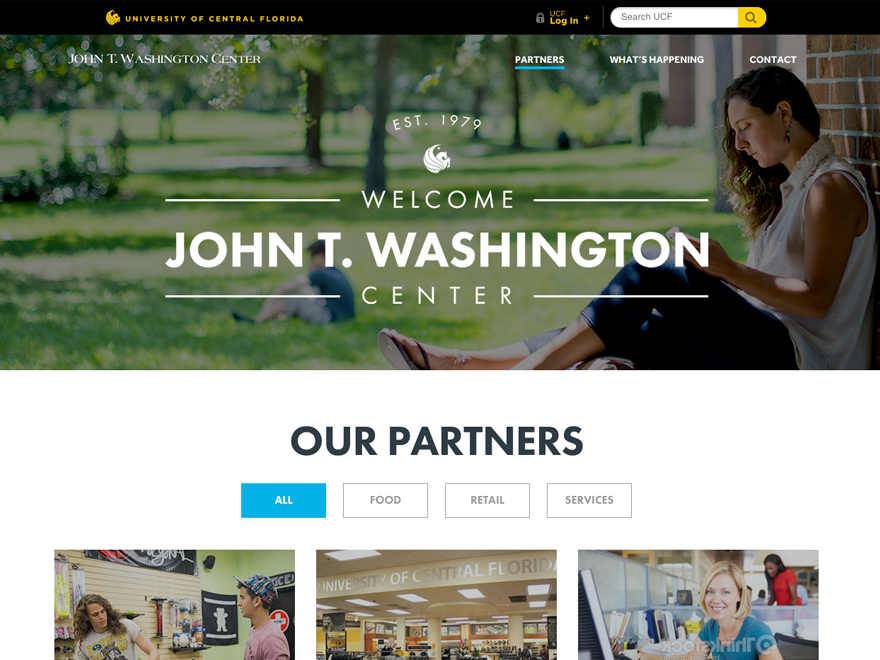 UNIVERSITY OF CENTRAL FLORIDA
UCF
Log In +
Search UCF
JOHN T. WASHINGTON CENTER
PARTNERS
WHAT'S HAPPENING
CONTACT
EST. 1979
WELCOME
JOHN T. WASHINGTON
CENTER
OUR PARTNERS
ALL
FOOD
RETAIL
SERVICES
UNIVERSITY OF CENTRAL FLORIDA
Thinkstock